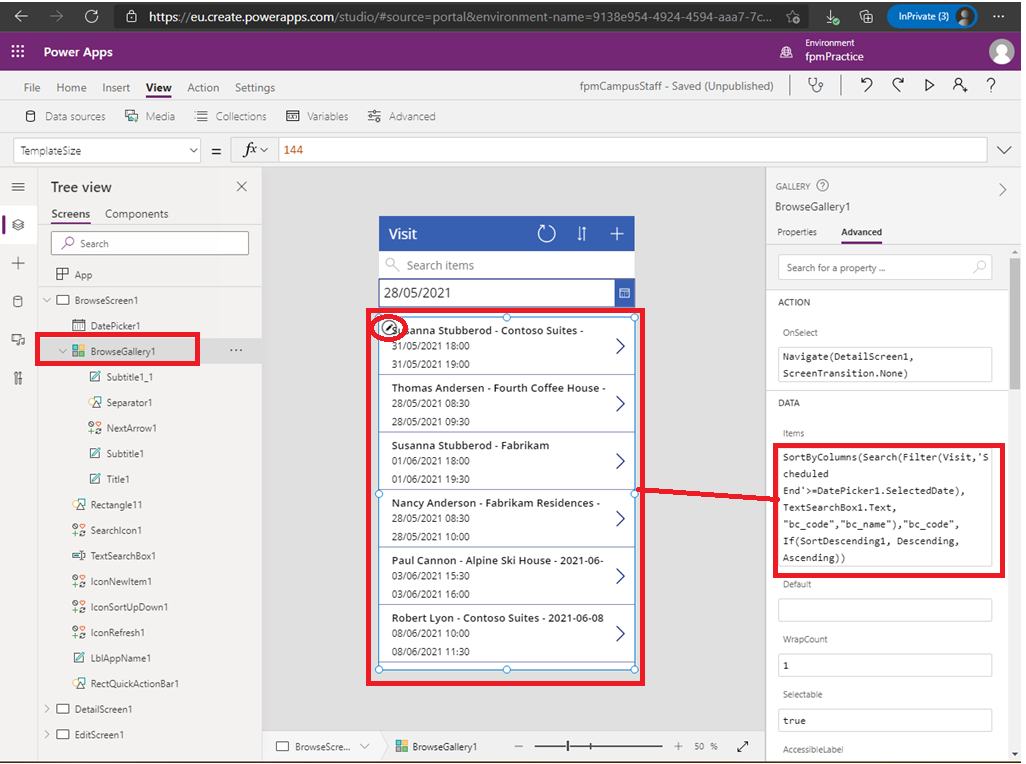 https://eu.create.powerapps.com/studio/#source=portal&environment-name=9138e954-4924-4594-aaa7-7c...
InPrivate (3)
Power Apps
Environment
fpmPractice
File Home Insert View Action Settings
fpmCampusStaff - Saved (Unpublished)
Data sources Media Collections Variables Advanced
TemplateSize = fx 144
Tree view
Screens Components
Search
App
BrowseScreen1
DatePicker1
BrowseGallery1
Subtitle1_1
Separator1
NextArrow1
Subtitle1
Title1
Rectangle11
SearchIcon1
TextSearchBox1
IconNewItem1
IconSortUpDown1
IconRefresh1
LblAppName1
RectQuickActionBar1
DetailScreen1
EditScreen1
Visit
Search items
28/05/2021
Susanna Stubberod - Contoso Suites -
31/05/2021 18:00
31/05/2021 19:00
Thomas Andersen - Fourth Coffee House -
28/05/2021 08:30
28/05/2021 09:30
Susanna Stubberod - Fabrikam
01/06/2021 18:00
01/06/2021 19:30
Nancy Anderson - Fabrikam Residences -
28/05/2021 08:30
28/05/2021 10:00
Paul Cannon - Alpine Ski House - 2021-06-
03/06/2021 15:30
03/06/2021 16:00
Robert Lyon - Contoso Suites - 2021-06-08
08/06/2021 10:00
08/06/2021 11:30
BrowseScre... BrowseGallery1 − + 50 %
GALLERY
BrowseGallery1
Properties Advanced
Search for a property ...
ACTION
OnSelect
Navigate(DetailScreen1,
ScreenTransition.None)
DATA
Items
SortByColumns(Search(Filter(Visit,'S
cheduled
End'>=DatePicker1.SelectedDate),
TextSearchBox1.Text,
"bc_code","bc_name"),"bc_code",
If(SortDescending1, Descending,
Ascending))
Default
WrapCount
1
Selectable
true
AccessibleLabel